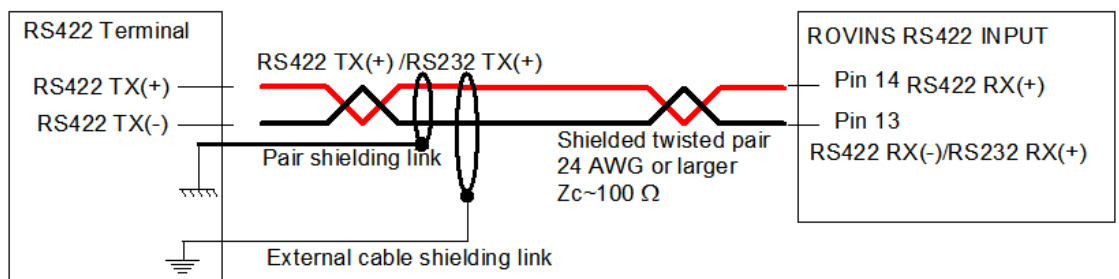 RS422 Terminal
ROVINS RS422 INPUT
RS422 TX(+) /RS232 TX(+)
RS422 TX(+)
Pin 14 RS422 RX(+)
RS422 TX(-)
Pin 13
RS422 RX(-)/RS232 RX(+)
Pair shielding link
Shielded twisted pair
24 AWG or larger
Zc~100 Ω
External cable shielding link